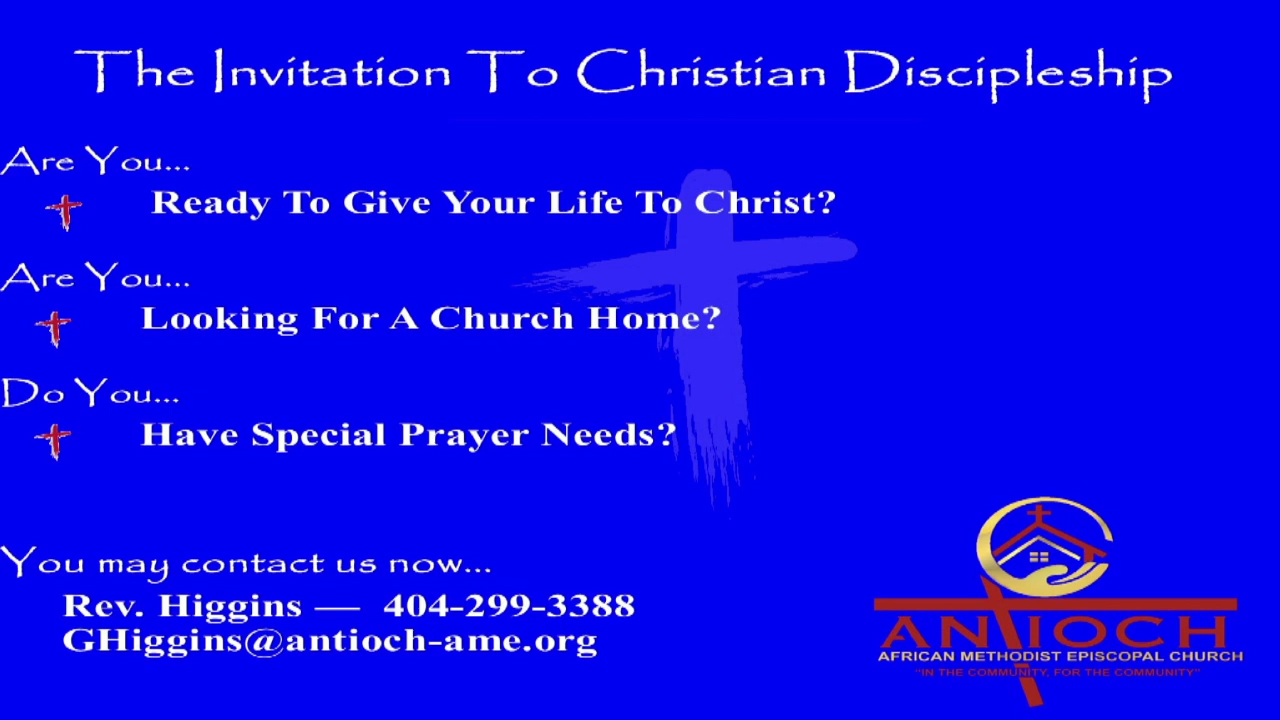 The Invitation To Christian Discipleship
Are You...
Ready To Give Your Life To Christ?
Are You...
Looking For A Church Home?
Do You...
Have Special Prayer Needs?
You may contact us now...
Rev. Higgins — 404-299-3388
GHiggins@antioch-ame.org
ANTIOCH
AFRICAN METHODIST EPISCOPAL CHURCH
"IN THE COMMUNITY, FOR THE COMMUNITY"